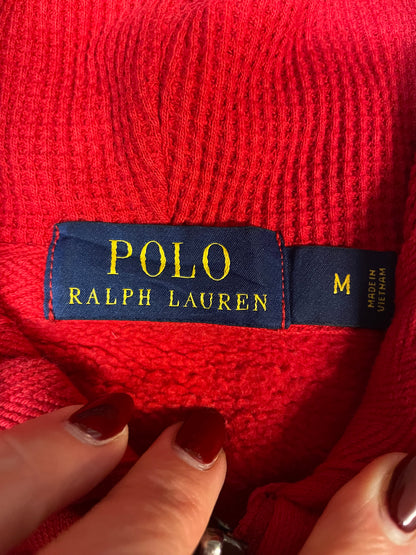 POLO
RALPH LAUREN
M
MADE IN
VIETNAM